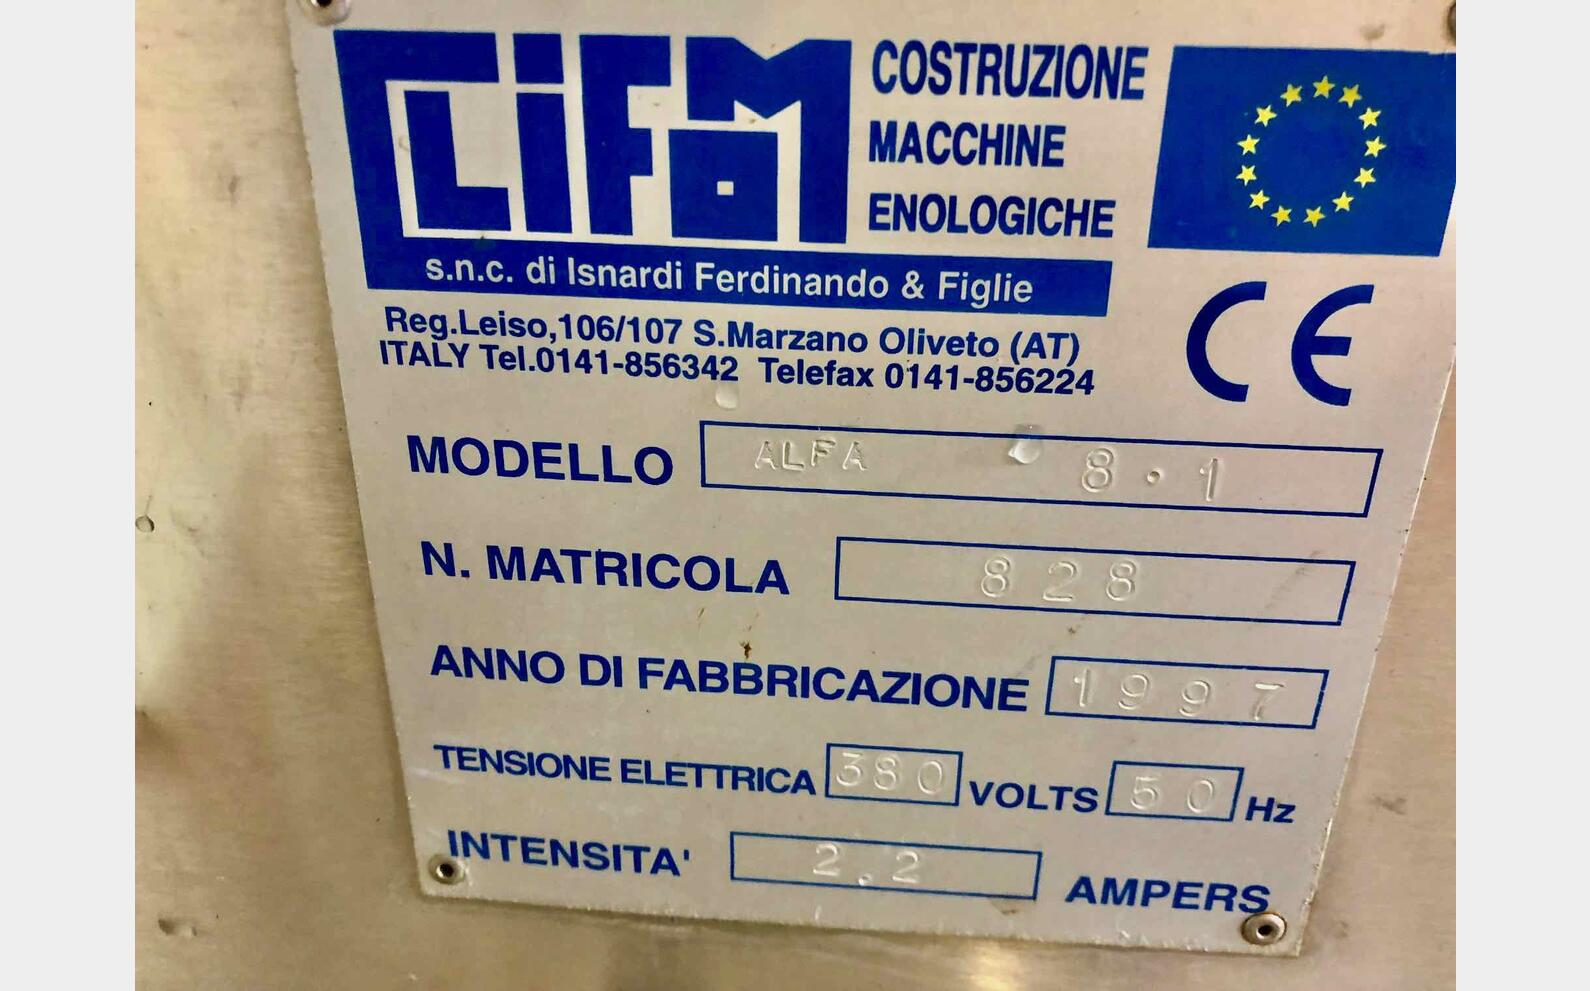 CLIFOM
COSTRUZIONE
MACCHINE
ENOLOGICHE
s.n.c. di Isnardi Ferdinando & Figlie
Reg.Leiso,106/107 S.Marzano Oliveto (AT)
ITALY Tel.0141-856342 Telefax 0141-856224
CE
MODELLO ALFA 8.1
N. MATRICOLA 828
ANNO DI FABBRICAZIONE 1997
TENSIONE ELETTRICA 380 VOLTS 50 Hz
INTENSITA' 2.2 AMPERS